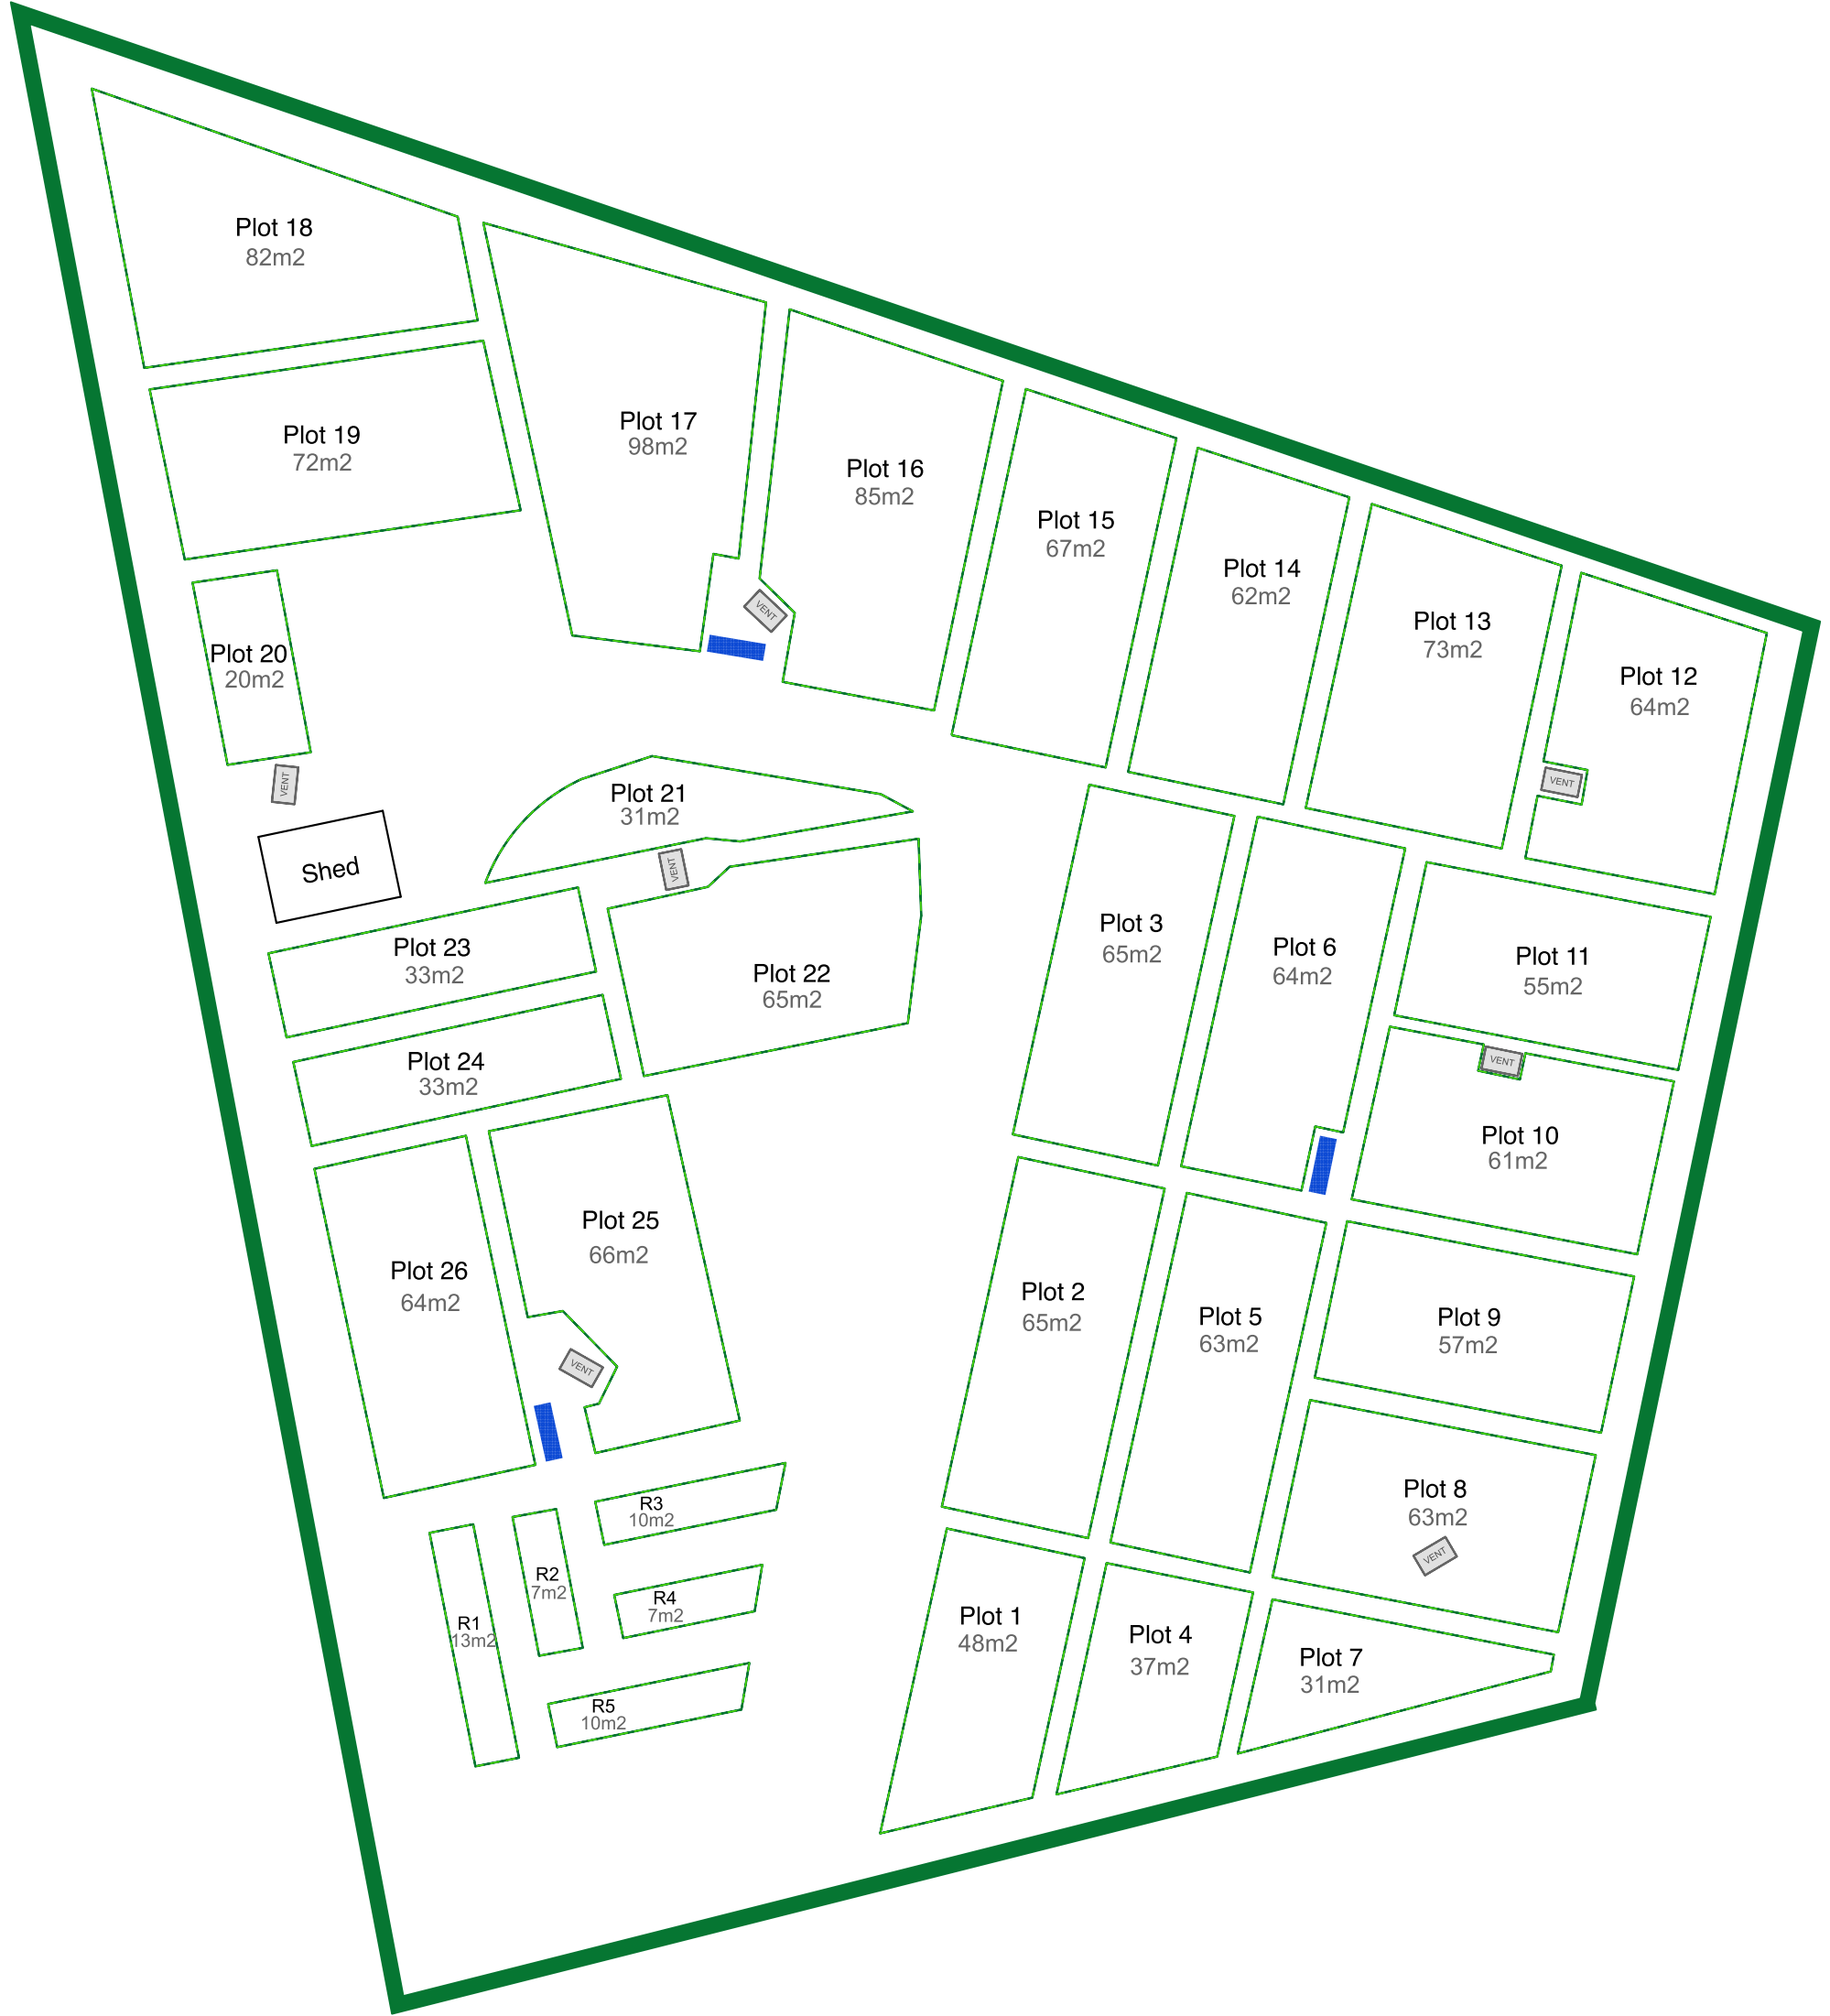 Plot 18
82m2
Plot 19
72m2
Plot 17
98m2
Plot 16
85m2
Plot 15
67m2
Plot 14
62m2
Plot 13
73m2
Plot 12
64m2
VENT
VENT
Plot 20
20m2
VENT
Shed
Plot 21
31m2
VENT
Plot 22
65m2
Plot 23
33m2
Plot 24
33m2
Plot 3
65m2
Plot 6
64m2
Plot 11
55m2
VENT
Plot 10
61m2
Plot 25
66m2
Plot 26
64m2
VENT
Plot 2
65m2
Plot 5
63m2
Plot 9
57m2
Plot 8
63m2
VENT
R3
10m2
R2
7m2
R4
7m2
R1
13m2
R5
10m2
Plot 1
48m2
Plot 4
37m2
Plot 7
31m2